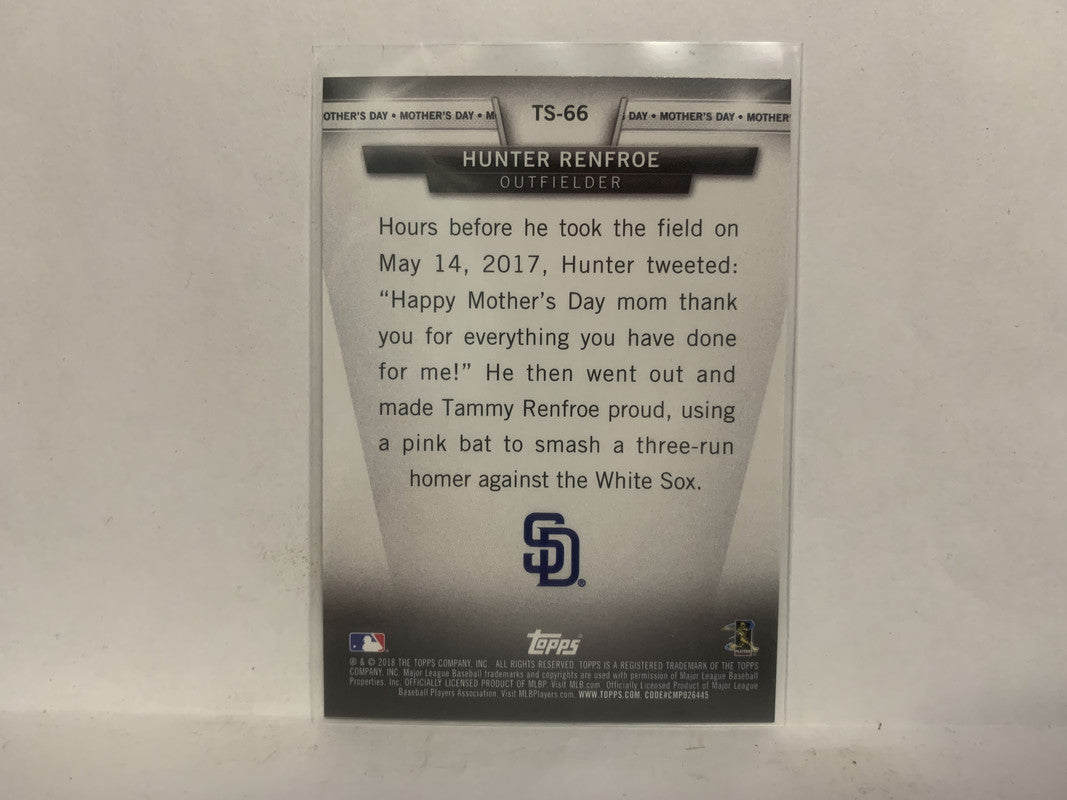 OTHER'S DAY • MOTHER'S DAY • M
TS-66
DAY • MOTHER'S DAY • MOTHER'
HUNTER RENFROE
OUTFIELDER
Hours before he took the field on
May 14, 2017, Hunter tweeted:
“Happy Mother's Day mom thank
you for everything you have done
for me!” He then went out and
made Tammy Renfroe proud, using
a pink bat to smash a three-run
homer against the White Sox.
SD®
Topps
® & © 2018 THE TOPPS COMPANY, INC. ALL RIGHTS RESERVED. TOPPS IS A REGISTERED TRADEMARK OF THE TOPPS
COMPANY, INC. Major League Baseball trademarks and copyrights are used with permission of Major League Baseball
Properties, Inc. OFFICIALLY LICENSED PRODUCT OF MLBP. Visit MLB.com. Officially Licensed Product of Major League
Baseball Players Association. Visit MLBPlayers.com. WWW.TOPPS.COM. CODE#CMP026445